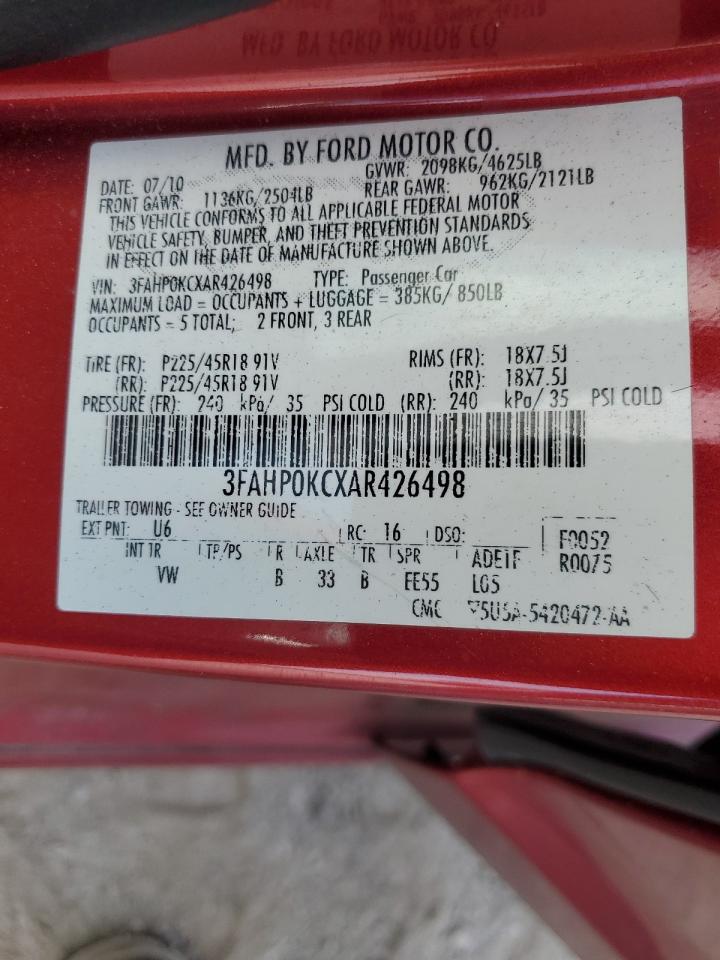 MFD. BY FORD MOTOR CO.
DATE: 07/10 GVWR: 2098KG/4625LB
FRONT GAWR: 1136KG/2504LB REAR GAWR: 962KG/2121LB
THIS VEHICLE CONFORMS TO ALL APPLICABLE FEDERAL MOTOR
VEHICLE SAFETY, BUMPER, AND THEFT PREVENTION STANDARDS
IN EFFECT ON THE DATE OF MANUFACTURE SHOWN ABOVE.
VIN: 3FAHP0KCXAR426498 TYPE: Passenger Car
MAXIMUM LOAD = OCCUPANTS + LUGGAGE = 385KG/ 850LB
OCCUPANTS = 5 TOTAL; 2 FRONT, 3 REAR
TIRE (FR): P225/45R18 91V RIMS (FR): 18X7.5J
(RR): P225/45R18 91V (RR): 18X7.5J
PRESSURE (FR): 240 kPa/ 35 PSI COLD (RR): 240 kPa/ 35 PSI COLD
3FAHP0KCXAR426498
TRAILER TOWING - SEE OWNER GUIDE
EXT PNT: U6 RC: 16 DSO: F0052
INT TR TP/PS R AXLE TR SPR R0075
VW B 33 B EE55
CMC 5U5A-5420472-AA